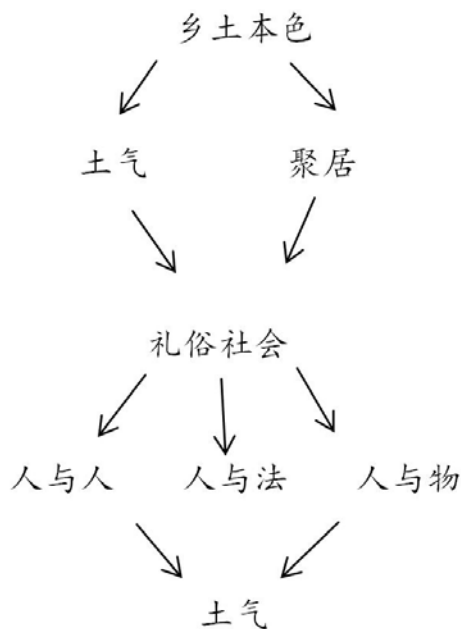 乡土本色
土气 聚居
礼俗社会
人与人 人与法 人与物
土气